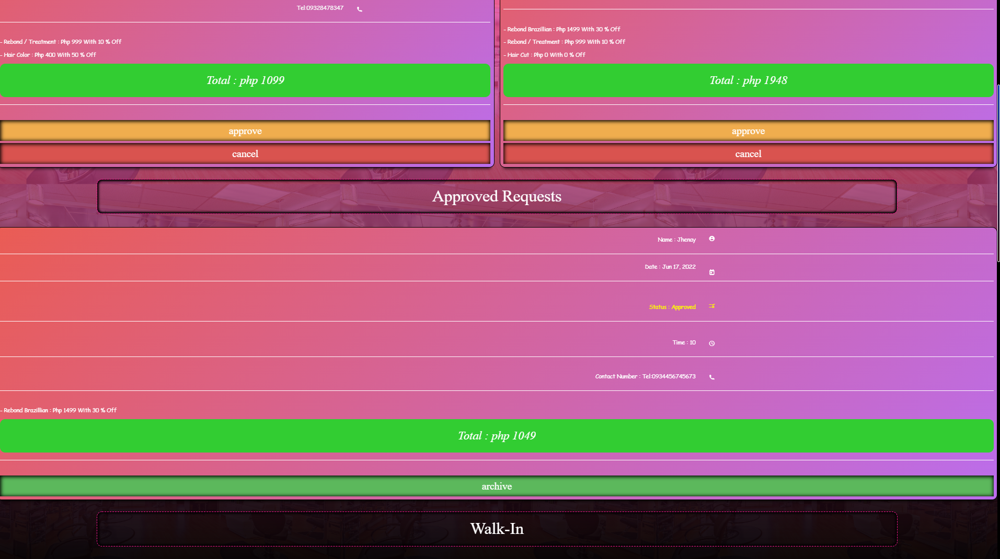 Tel:09328478347
- Rebond / Treatment : Php 999 With 10 % Off
- Hair Color : Php 400 With 50 % Off
Total : php 1099
approve
cancel
- Rebond Brazillian : Php 1499 With 30 % Off
- Rebond / Treatment : Php 999 With 10 % Off
- Hair Cut : Php 0 With 0 % Off
Total : php 1948
approve
cancel
Approved Requests
Name : Jhenay
Date : Jun 17, 2022
Status : Approved
Time : 10
Contact Number : Tel:0934456745673
- Rebond Brazillian : Php 1499 With 30 % Off
Total : php 1049
archive
Walk-In